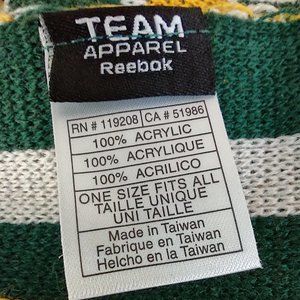 TEAM
APPAREL
Reebok
RN # 119208 CA # 51986
100% ACRYLIC
100% ACRYLIQUE
100% ACRILICO
ONE SIZE FITS ALL
TAILLE UNIQUE
UNI TAILLE
Made in Taiwan
Fabrique en Taiwan
Helcho en la Taiwan